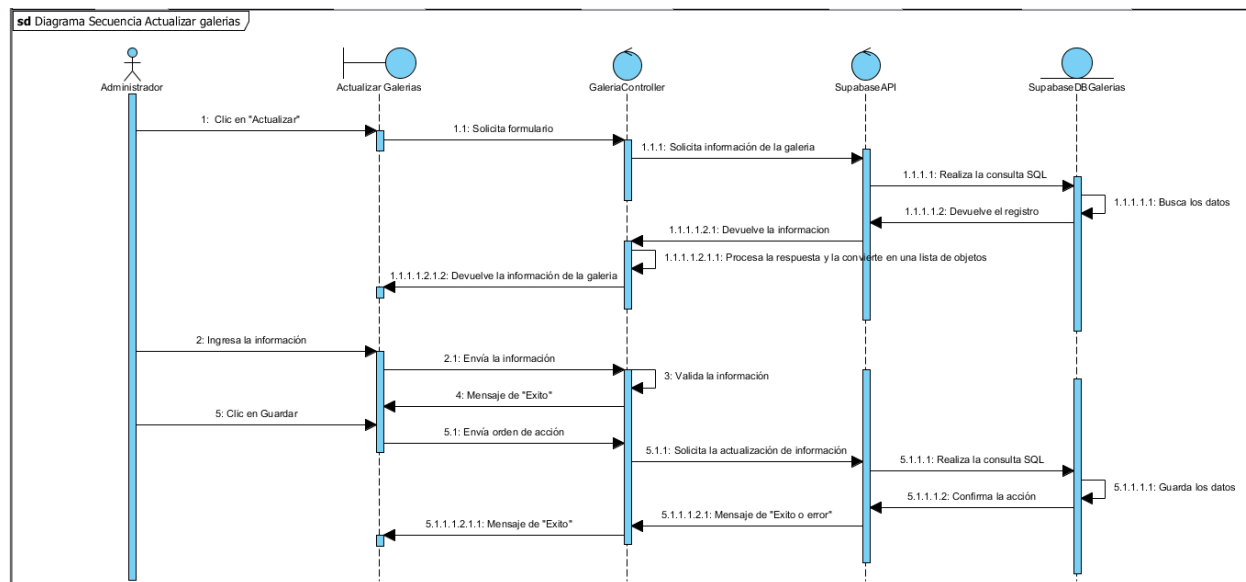 sd Diagrama Secuencia Actualizar galerias
Administrador
Actualizar Galerias
GaleriaController
SupabaseAPI
SupabaseDBGalerias
1: Clic en "Actualizar"
1.1: Solicita formulario
1.1.1: Solicita información de la galeria
1.1.1.1: Realiza la consulta SQL
1.1.1.1.1: Busca los datos
1.1.1.1.2: Devuelve el registro
1.1.1.1.2.1: Devuelve la informacion
1.1.1.1.2.1.1: Procesa la respuesta y la convierte en una lista de objetos
1.1.1.1.2.1.2: Devuelve la información de la galeria
2: Ingresa la información
2.1: Envía la información
3: Valida la información
4: Mensaje de "Exito"
5: Clic en Guardar
5.1: Envía orden de acción
5.1.1: Solicita la actualización de información
5.1.1.1: Realiza la consulta SQL
5.1.1.1.1: Guarda los datos
5.1.1.1.2: Confirma la acción
5.1.1.1.2.1: Mensaje de "Exito o error"
5.1.1.1.2.1.1: Mensaje de "Exito"